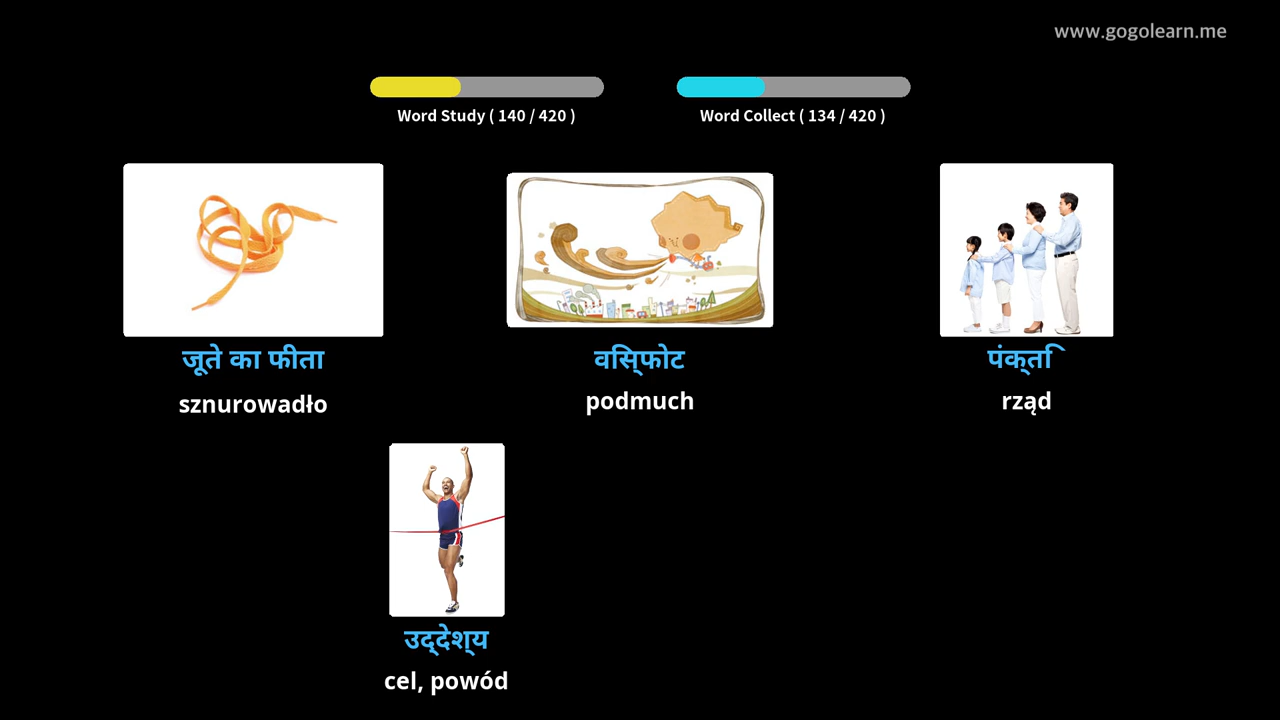 www.gogolearn.me
Word Study ( 140 / 420 )
Word Collect ( 134 / 420 )
जूते का फीता
विस्फोट
पंक्ति
sznurowadło
podmuch
rząd
उद्देश्य
cel, powód